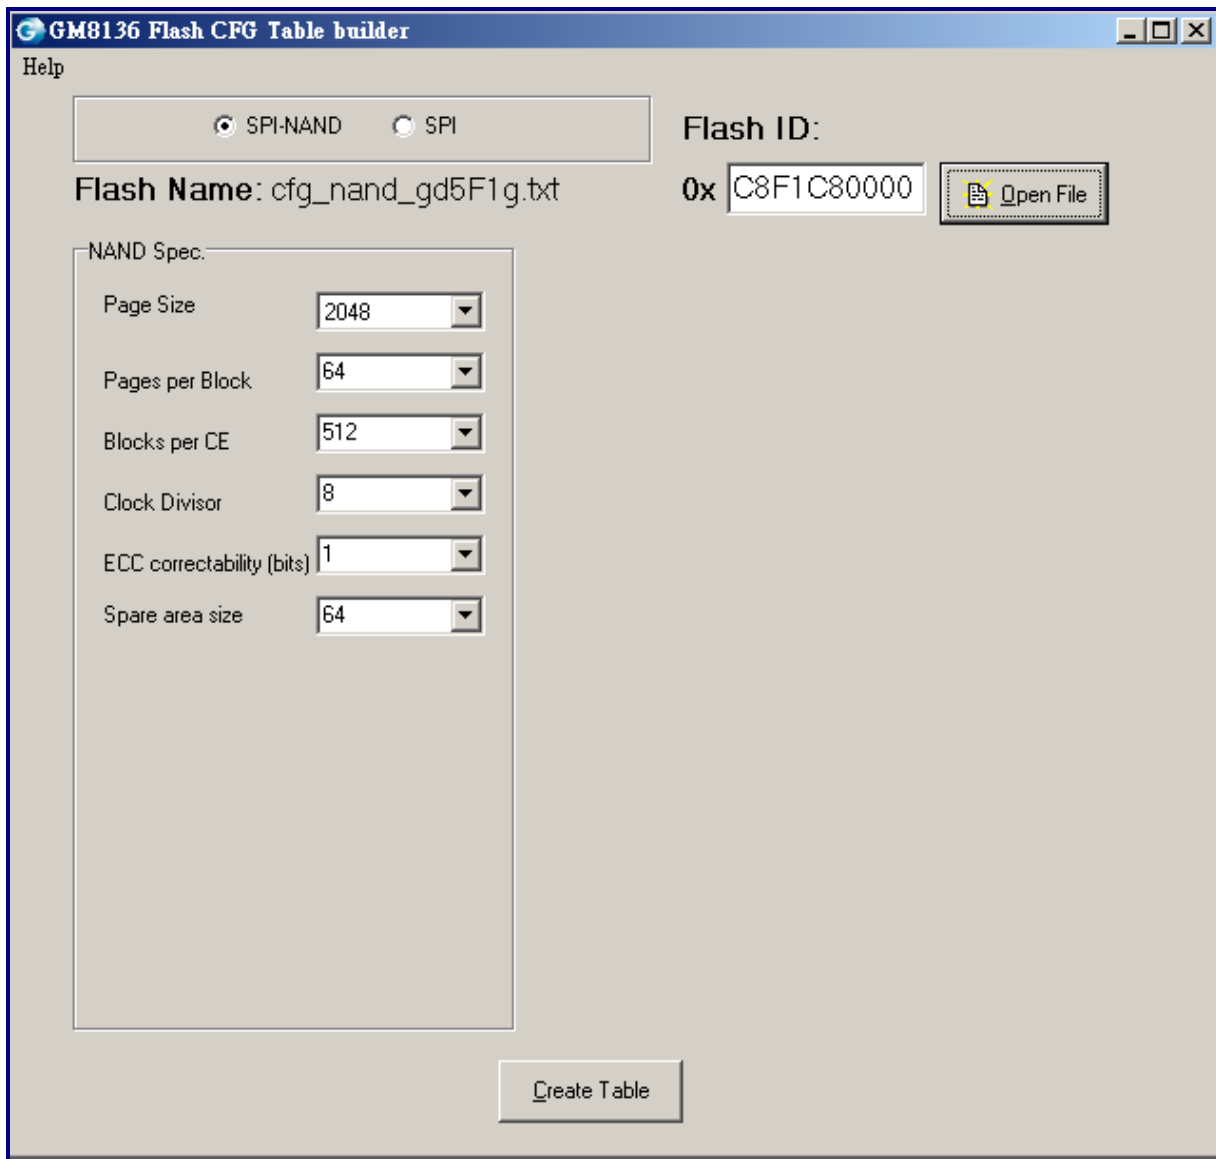 GM8136 Flash CFG Table builder
Help
SPI-NAND SPI
Flash ID:
Flash Name: cfg_nand_gd5F1g.txt
0x C8F1C80000 Open File
NAND Spec.
Page Size 2048
Pages per Block 64
Blocks per CE 512
Clock Divisor 8
ECC correctability (bits) 1
Spare area size 64
Create Table